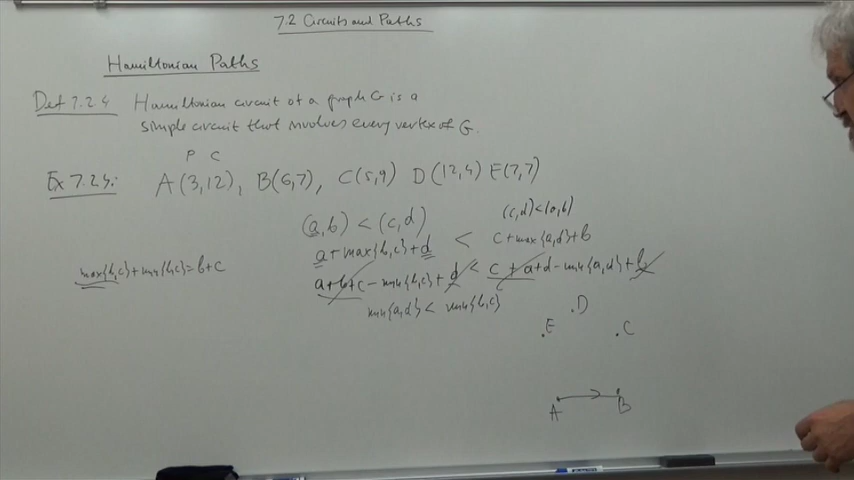 7.2 Circuits and Paths
Hamiltonian Paths
Def 7.2.4 Hamiltonian circuit of a graph G is a
simple circuit that involves every vertex of G.
P C
Ex 7.2.5: A(3,12), B(6,7), C(5,9) D(12,4) E(7,7)
(a,b) < (c,d)
(c,d)<(a,b)
a+max{b,c}+d < c+max{a,d}+b
max{b,c}+min{b,c}=b+c
a+b+c-min{b,c}+d < c+a+d-min{a,d}+b
min{a,d} < min{b,c}
D
E
C
A
B